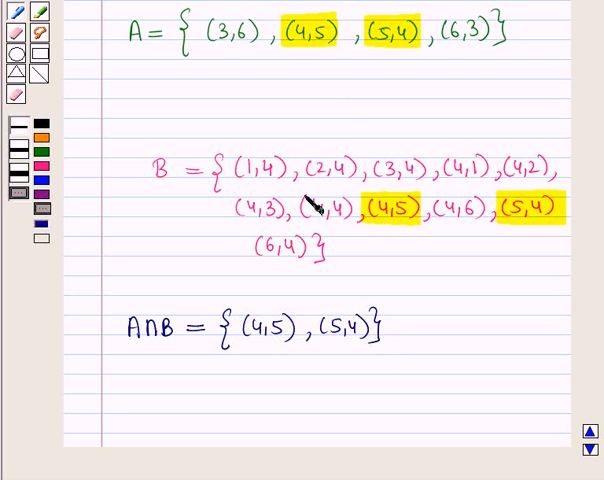 A = { (3,6) , (4,5) , (5,4) , (6,3)}
B = { (1,4) , (2,4) , (3,4) , (4,1) , (4,2) ,
(4,3) , (4,4) , (4,5) , (4,6) , (5,4)
(6,4) }
A∩B = { (4,5) , (5,4)}